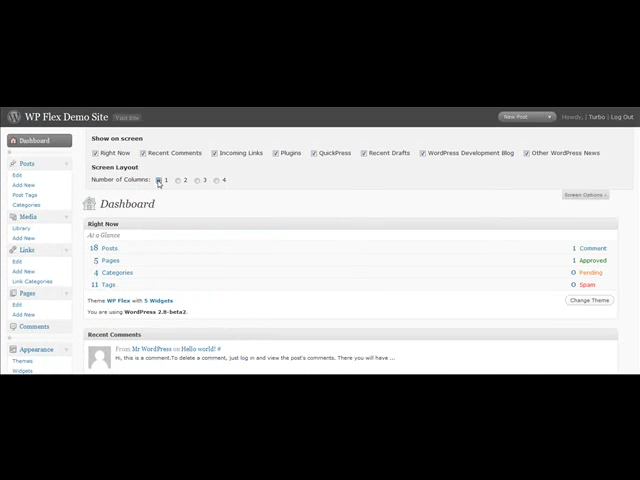 WP Flex Demo Site Visit Site New Post Howdy, | Turbo | Log Out
Dashboard
Posts
Edit
Add New
Post Tags
Categories
Media
Library
Add New
Links
Edit
Add New
Link Categories
Pages
Edit
Add New
Comments
Appearance
Themes
Widgets
Show on screen
Right Now Recent Comments Incoming Links Plugins QuickPress Recent Drafts WordPress Development Blog Other WordPress News
Screen Layout
Number of Columns: 1 2 3 4
Screen Options
Dashboard
Right Now
At a Glance
18 Posts 1 Comment
5 Pages 1 Approved
4 Categories 0 Pending
11 Tags 0 Spam
Theme WP Flex with 5 Widgets Change Theme
You are using WordPress 2.8-beta2.
Recent Comments
From Mr WordPress on Hello world! #
Hi, this is a comment.To delete a comment, just log in and view the post's comments. There you will have ...